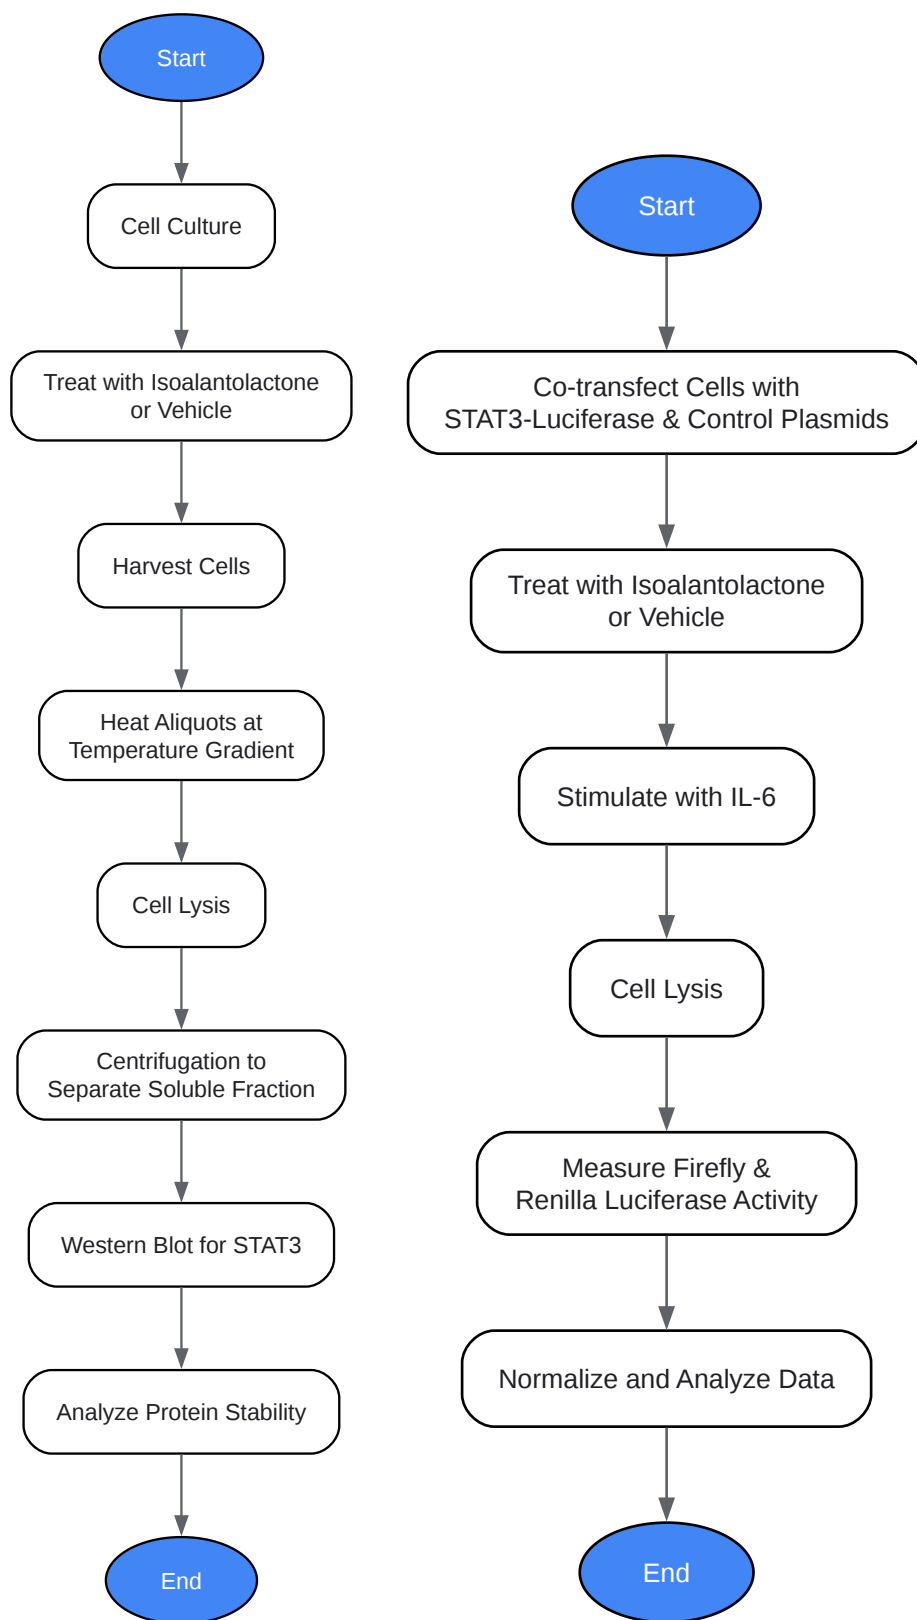 Start
Cell Culture
Treat with Isoalantolactone
or Vehicle
Harvest Cells
Heat Aliquots at
Temperature Gradient
Cell Lysis
Centrifugation to
Separate Soluble Fraction
Western Blot for STAT3
Analyze Protein Stability
End
Start
Co-transfect Cells with
STAT3-Luciferase & Control Plasmids
Treat with Isoalantolactone
or Vehicle
Stimulate with IL-6
Cell Lysis
Measure Firefly &
Renilla Luciferase Activity
Normalize and Analyze Data
End